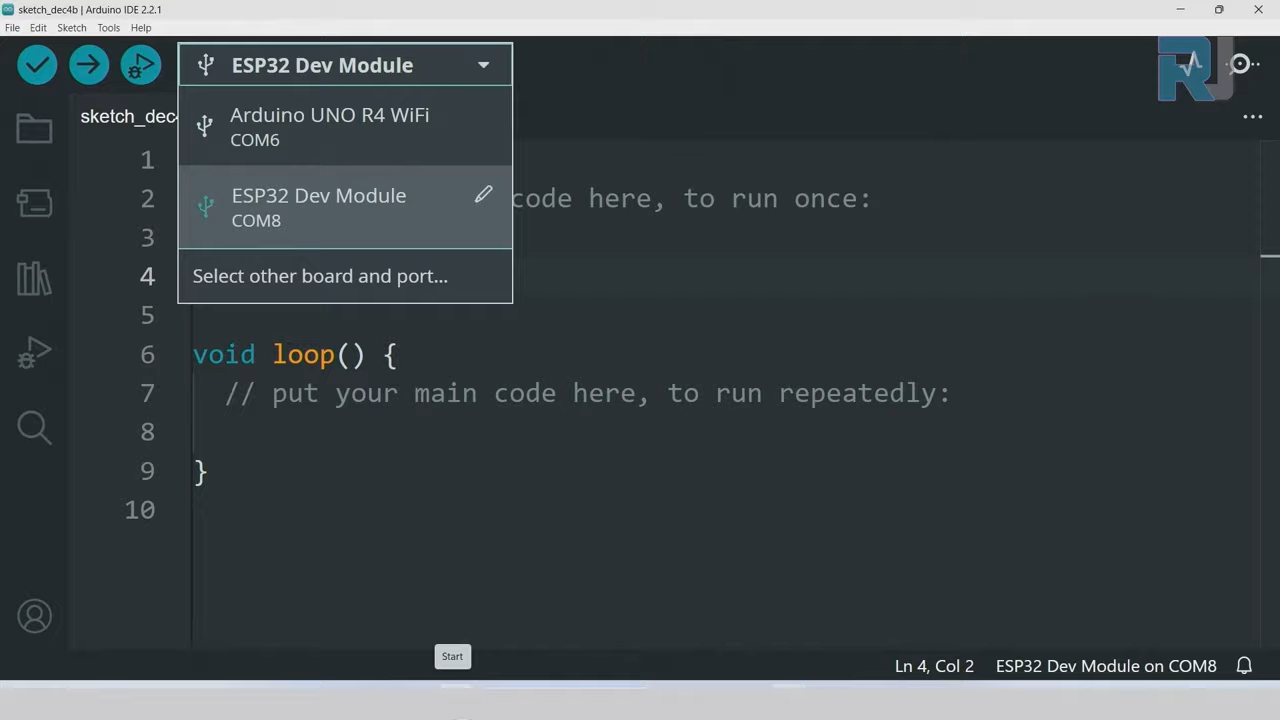 sketch_dec4b | Arduino IDE 2.2.1
File Edit Sketch Tools Help
ESP32 Dev Module
Arduino UNO R4 WiFi
COM6
ESP32 Dev Module
COM8
Select other board and port...
RJ
sketch_dec4
...
1
2 code here, to run once:
3
4
5
6 void loop() {
7 // put your main code here, to run repeatedly:
8
9 }
10
Start
Ln 4, Col 2 ESP32 Dev Module on COM8